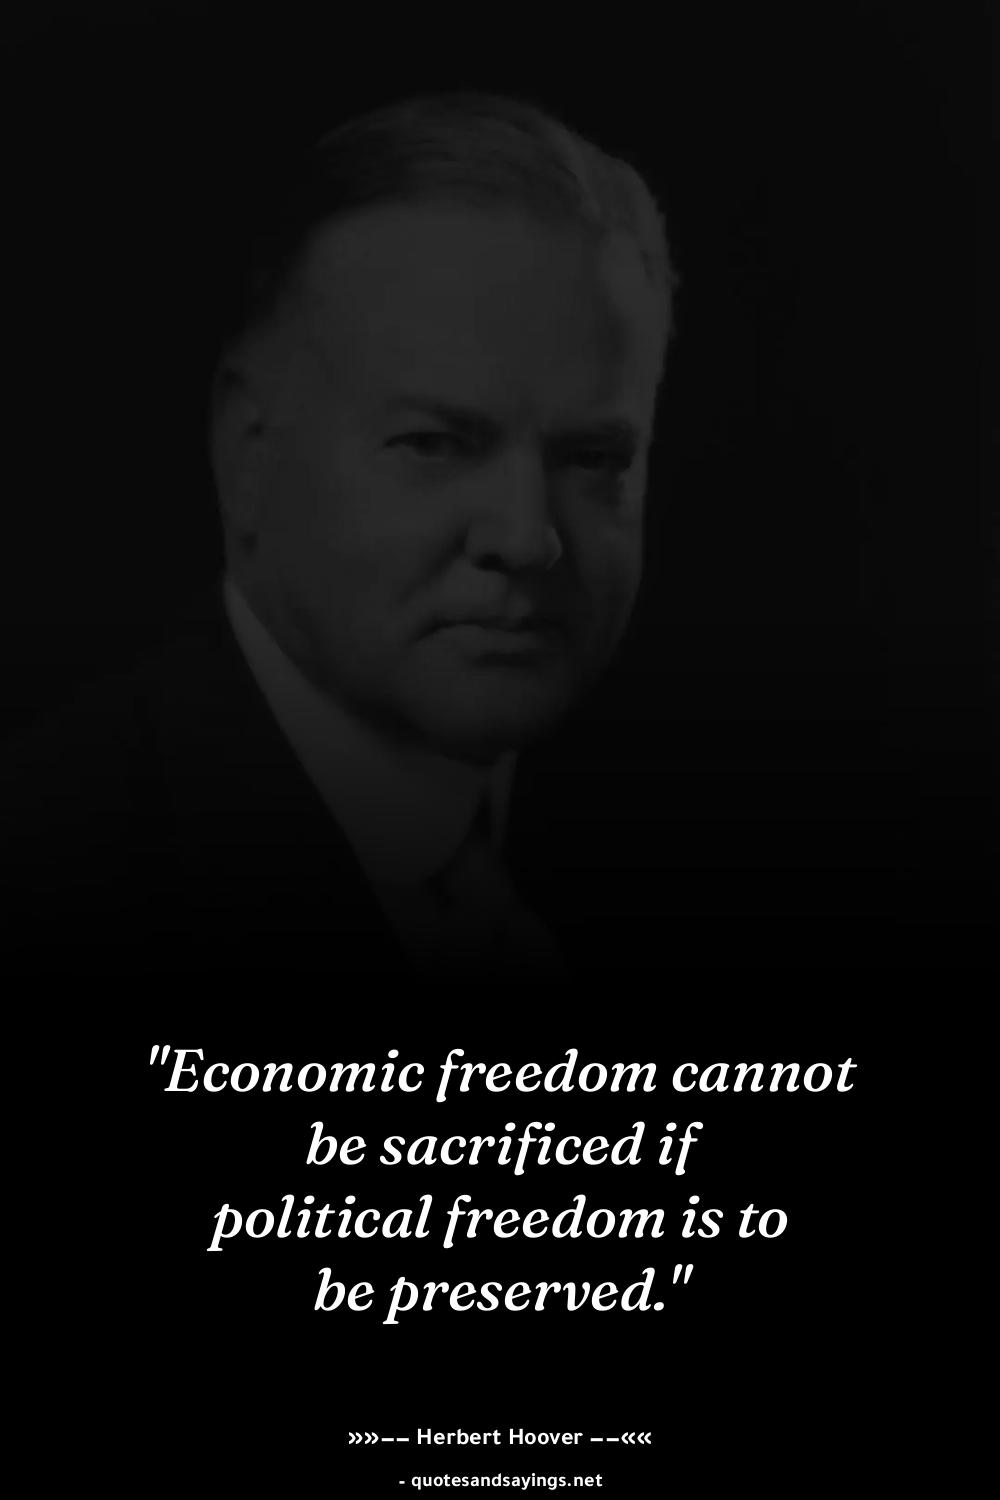 "Economic freedom cannot
be sacrificed if
political freedom is to
be preserved."
»»–– Herbert Hoover ––««
- quotesandsayings.net